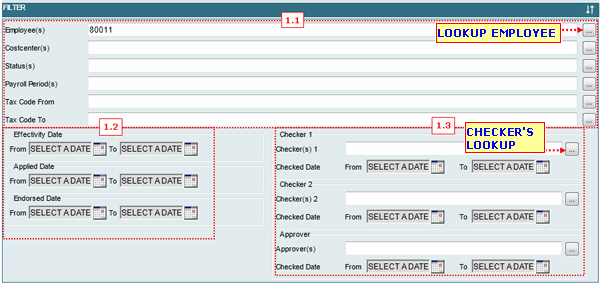 FILTER
1.1
Employee(s) 80011 ... LOOKUP EMPLOYEE
Costcenter(s) ...
Status(s) ...
Payroll Period(s) ...
Tax Code From ...
Tax Code To ...
1.2
Effectivity Date
From SELECT A DATE To SELECT A DATE
Applied Date
From SELECT A DATE To SELECT A DATE
Endorsed Date
From SELECT A DATE To SELECT A DATE
1.3
Checker 1
CHECKER'S
LOOKUP
Checker(s) 1 ...
Checked Date From SELECT A DATE To SELECT A DATE
Checker 2
Checker(s) 2 ...
Checked Date From SELECT A DATE To SELECT A DATE
Approver
Approver(s) ...
Checked Date From SELECT A DATE To SELECT A DATE